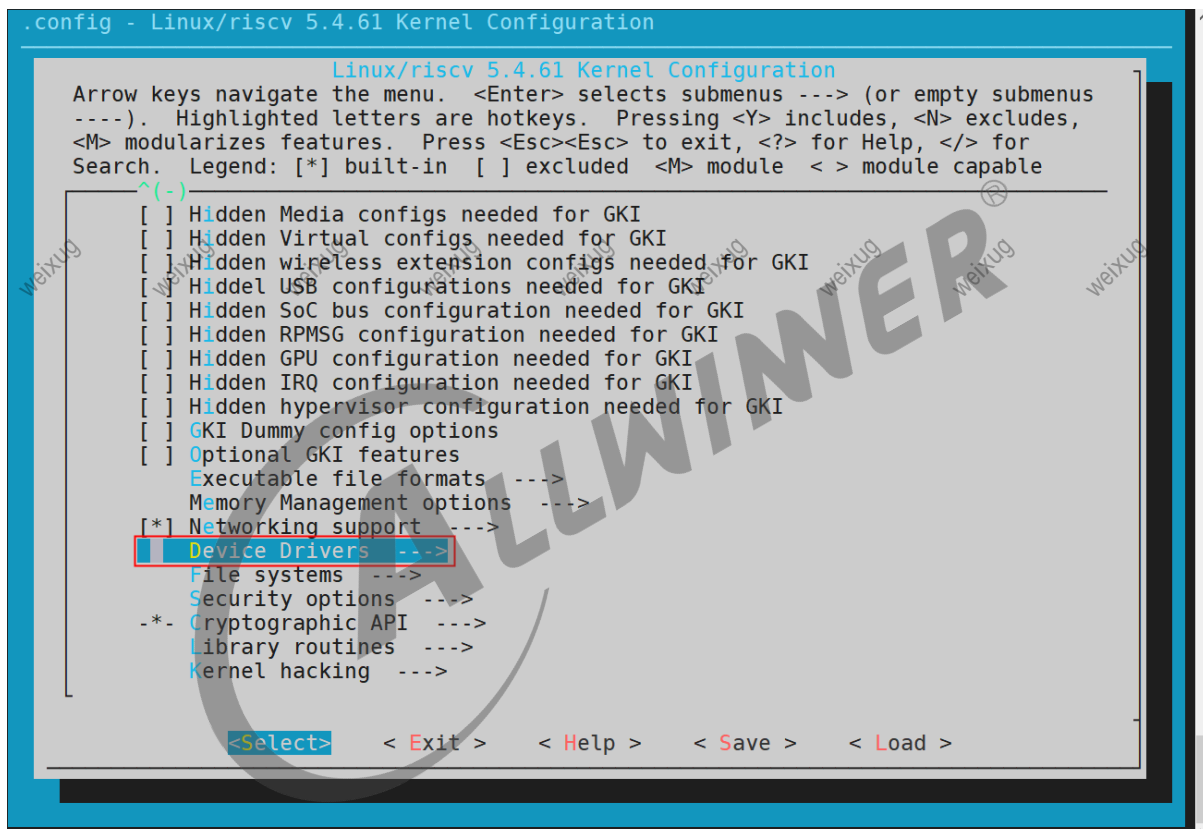 .config - Linux/riscv 5.4.61 Kernel Configuration
Linux/riscv 5.4.61 Kernel Configuration
Arrow keys navigate the menu.  <Enter> selects submenus ---> (or empty submenus
----).  Highlighted letters are hotkeys.  Pressing <Y> includes, <N> excludes,
<M> modularizes features.  Press <Esc><Esc> to exit, <?> for Help, </> for
Search.  Legend: [*] built-in  [ ] excluded  <M> module  < > module capable
^(-)
[ ] Hidden Media configs needed for GKI
[ ] Hidden Virtual configs needed for GKI
[ ] Hidden wireless extension configs needed for GKI
[ ] Hiddel USB configurations needed for GKI
[ ] Hidden SoC bus configuration needed for GKI
[ ] Hidden RPMSG configuration needed for GKI
[ ] Hidden GPU configuration needed for GKI
[ ] Hidden IRQ configuration needed for GKI
[ ] Hidden hypervisor configuration needed for GKI
[ ] GKI Dummy config options
[ ] Optional GKI features
Executable file formats  --->
Memory Management options  --->
[*] Networking support  --->
Device Drivers  --->
File systems  --->
Security options  --->
-*- Cryptographic API  --->
Library routines  --->
Kernel hacking  --->
<Select>    < Exit >    < Help >    < Save >    < Load >
weixug weixug weixug weixug weixug weixug weixug weixug weixug
ALLWINNER®